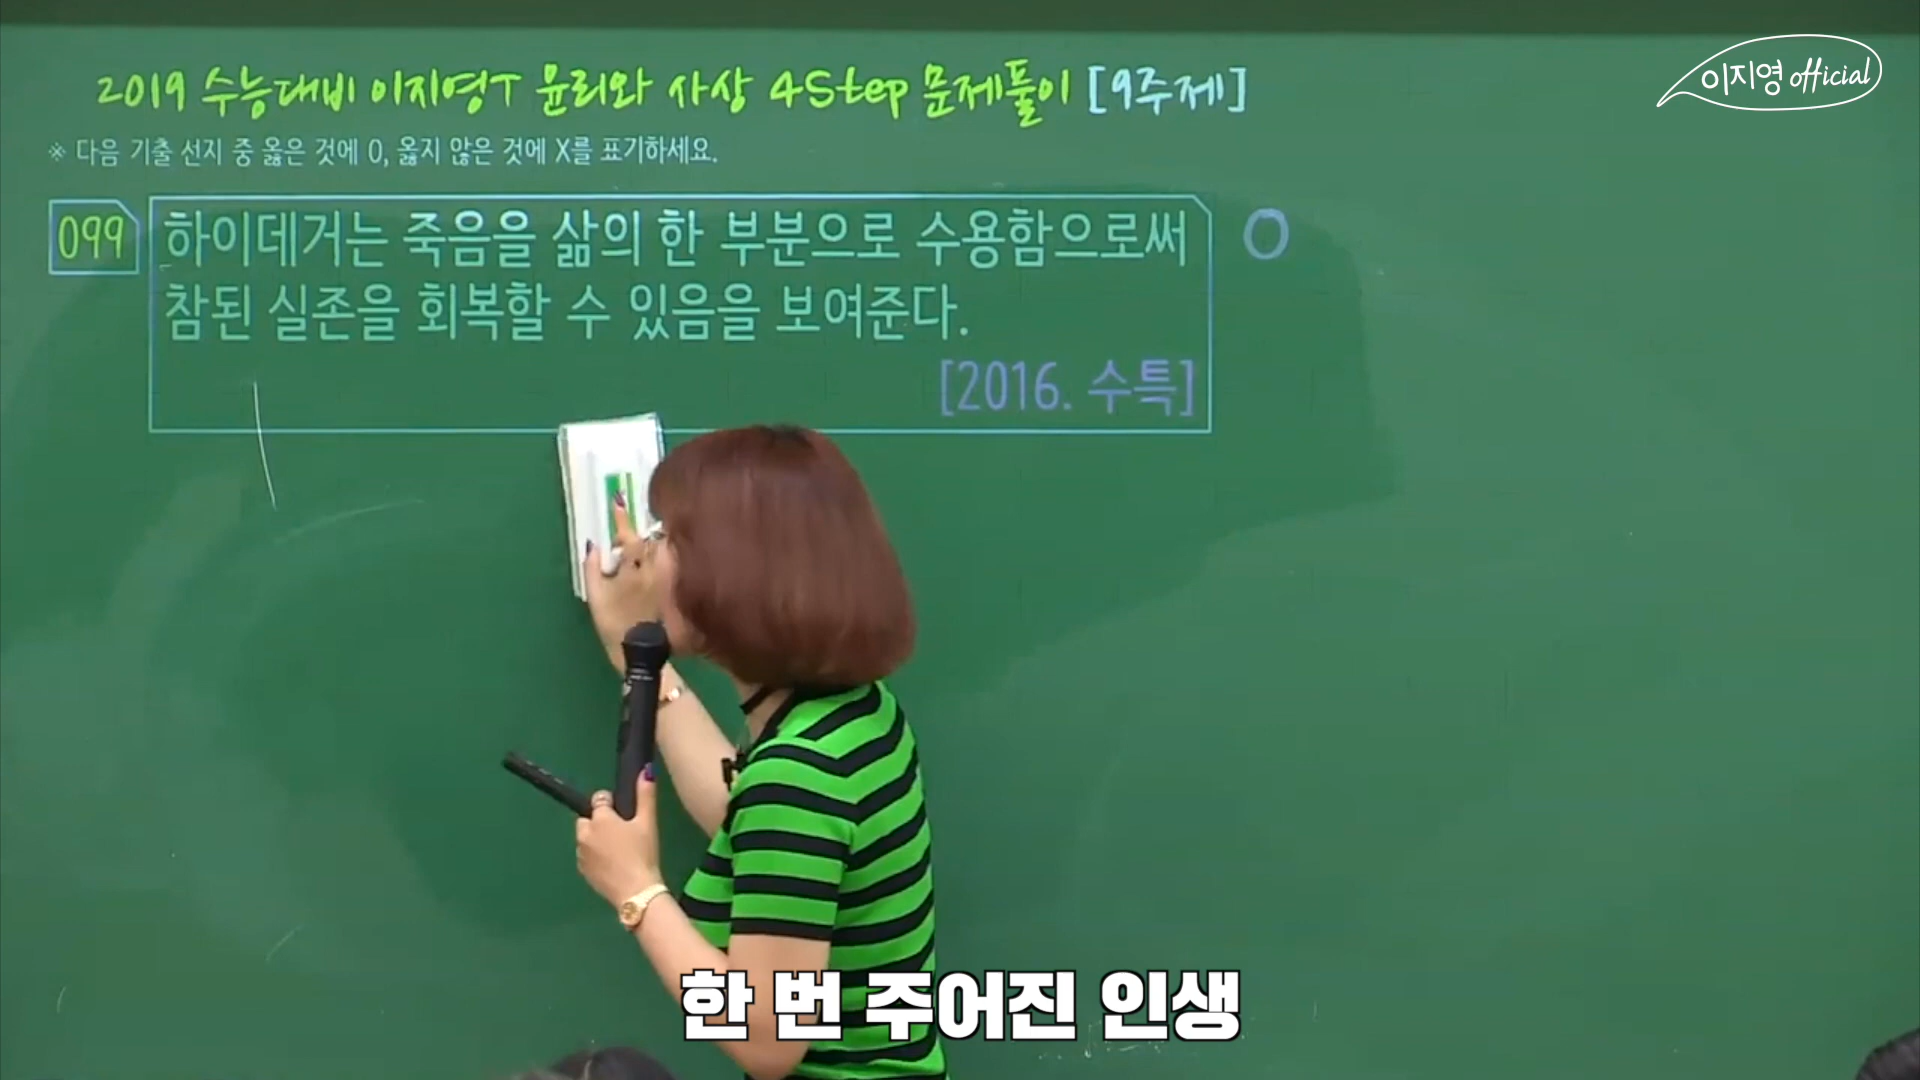 2019 수능대비 이지영T 윤리와 사상 4Step 문제풀이 [9주제]
이지영 official
※ 다음 기출 선지 중 옳은 것에 O, 옳지 않은 것에 X를 표기하세요.
099 하이데거는 죽음을 삶의 한 부분으로 수용함으로써 O
참된 실존을 회복할 수 있음을 보여준다.
[2016. 수특]
한 번 주어진 인생